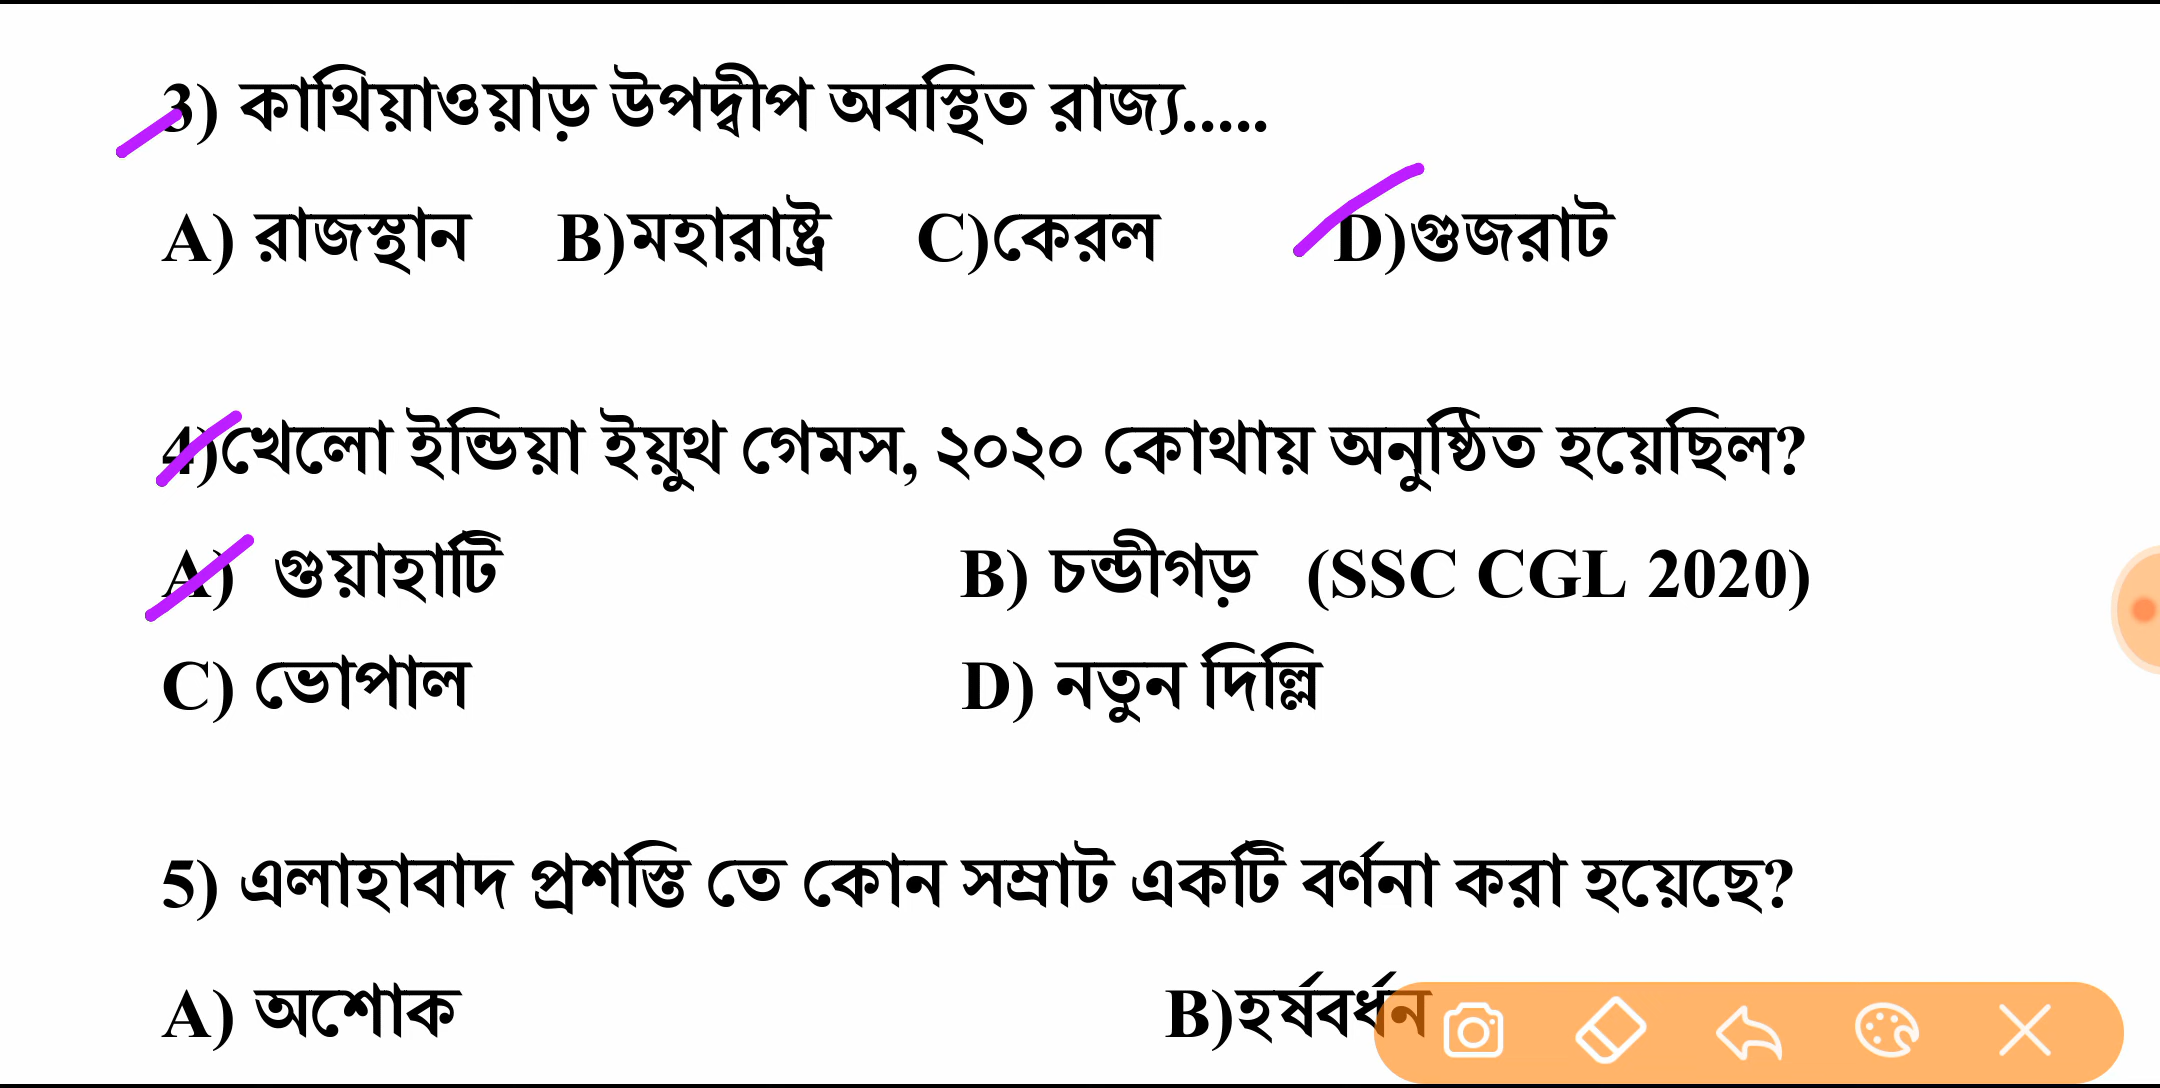 3) কাথিয়াওয়াড় উপদ্বীপ অবস্থিত রাজ্য.....
A) রাজস্থান B)মহারাষ্ট্র C)কেরল D)গুজরাট
4)খেলো ইন্ডিয়া ইয়ুথ গেমস, ২০২০ কোথায় অনুষ্ঠিত হয়েছিল?
A) গুয়াহাটি B) চন্ডীগড় (SSC CGL 2020)
C) ভোপাল D) নতুন দিল্লি
5) এলাহাবাদ প্রশস্তি তে কোন সম্রাট একটি বর্ণনা করা হয়েছে?
A) অশোক B)হর্ষবর্ধন